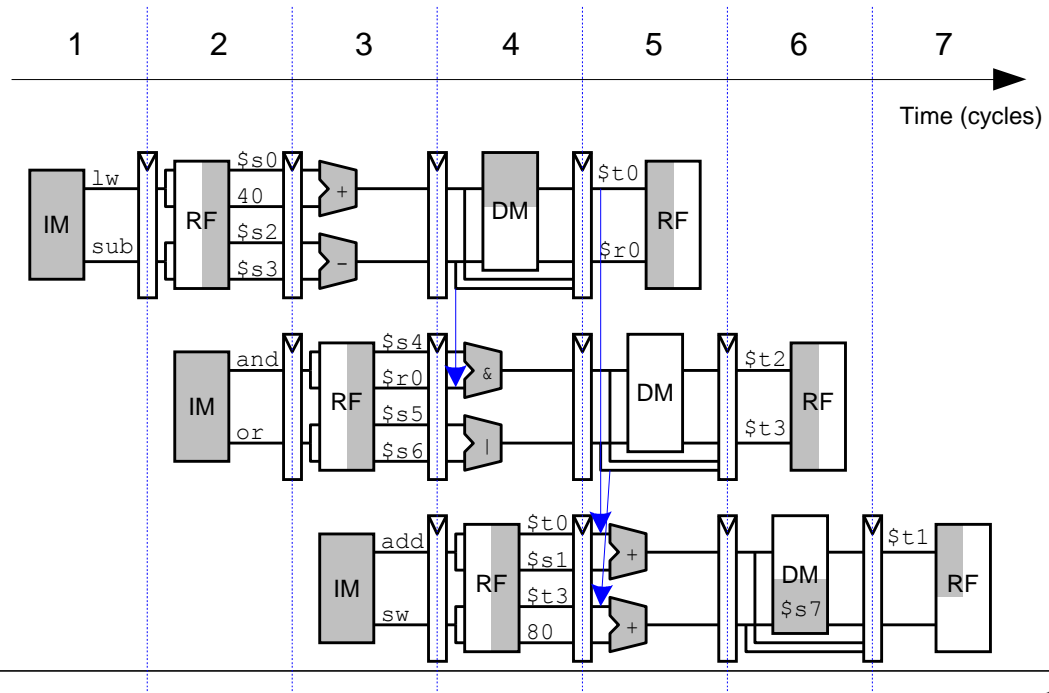 1 2 3 4 5 6 7
Time (cycles)
IM lw sub RF $s0 40 $s2 $s3 + - DM $t0 $r0 RF
IM and or RF $s4 $r0 $s5 $s6 & | DM $t2 $t3 RF
IM add sw RF $t0 $s1 $t3 80 + + DM $s7 $t1 RF